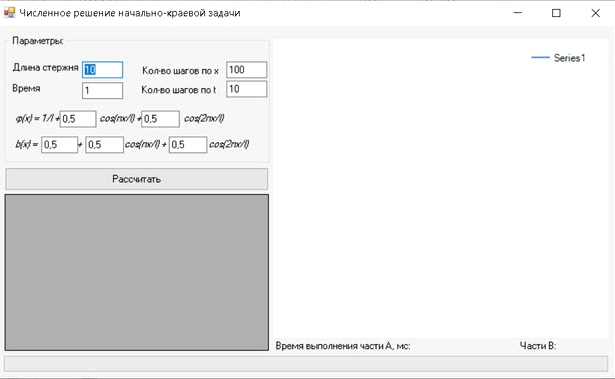 Численное решение начально-краевой задачи
Параметры:
Длина стержня 10 Кол-во шагов по x 100
Время 1 Кол-во шагов по t 10
φ(x) = 1/l + 0,5 cos(πx/l) + 0,5 cos(2πx/l)
b(x) = 0,5 + 0,5 cos(πx/l) + 0,5 cos(2πx/l)
Рассчитать
Series1
Время выполнения части A, мс: Части B: